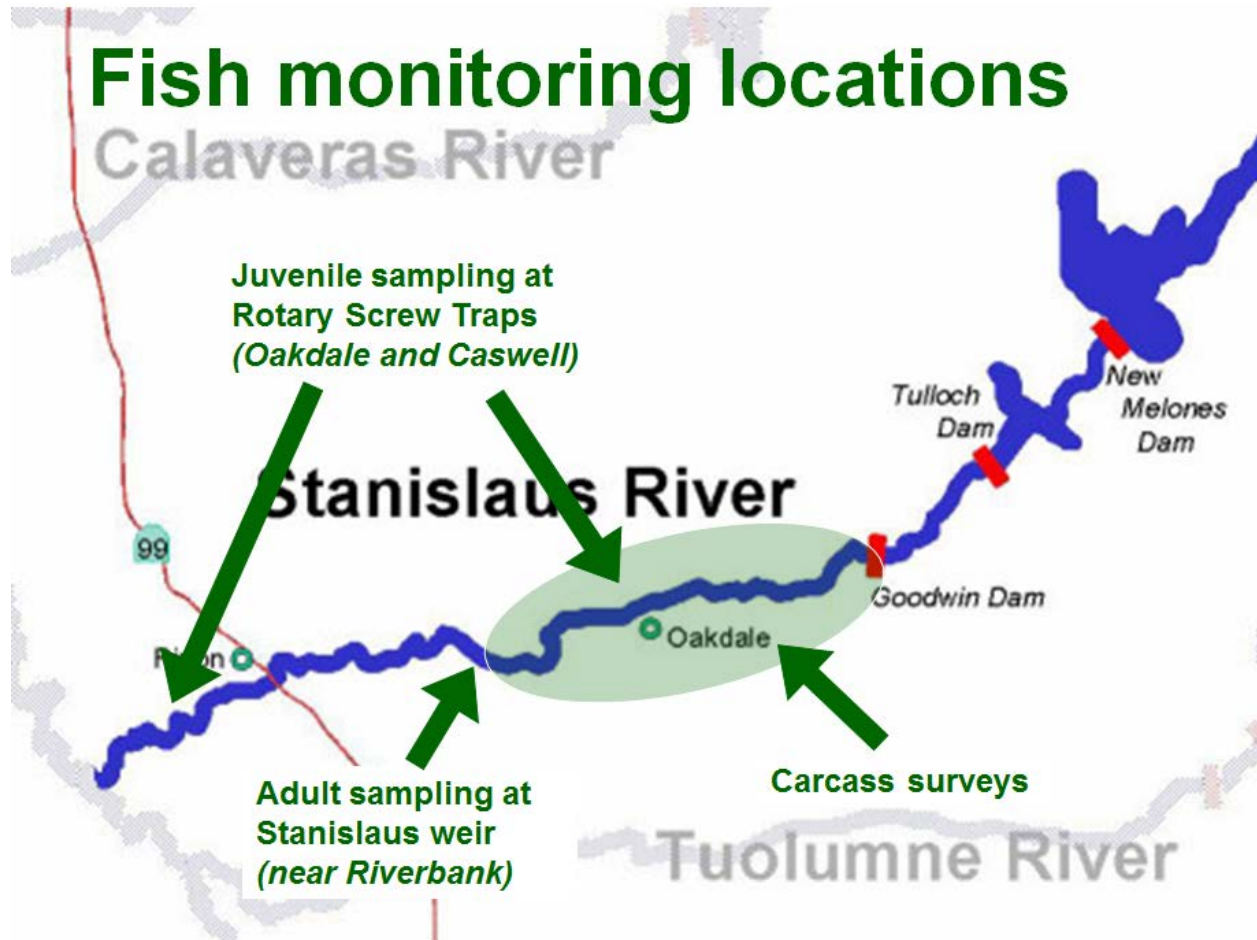 Fish monitoring locations
Calaveras River
Juvenile sampling at
Rotary Screw Traps
(Oakdale and Caswell)
New
Melones
Dam
Tulloch
Dam
Stanislaus River
99
Goodwin Dam
Oakdale
Adult sampling at
Stanislaus weir
(near Riverbank)
Carcass surveys
Tuolumne River